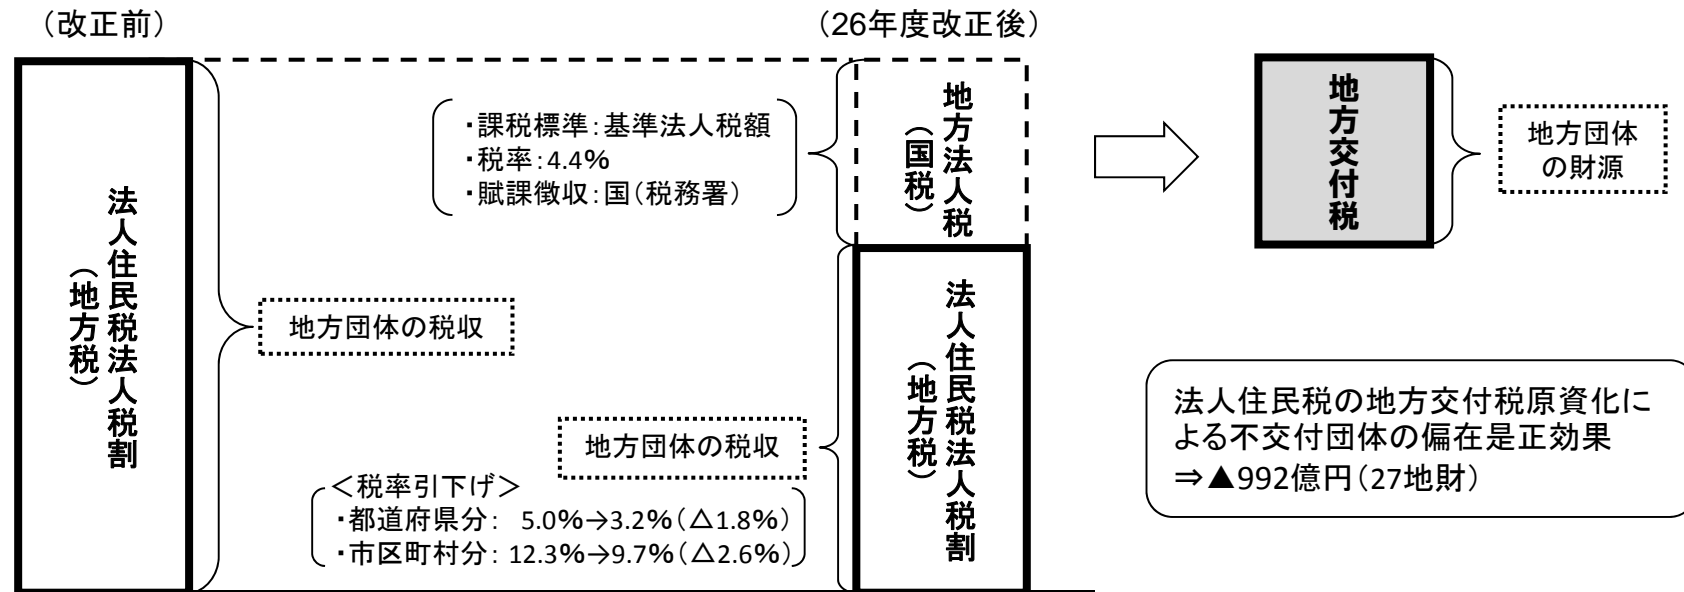 （改正前）
法人住民税法人税割
（地方税）
地方団体の税収
（26年度改正後）
・課税標準：基準法人税額
・税率：4.4％
・賦課徴収：国（税務署）
地方法人税
（国税）
法人住民税法人税割
（地方税）
地方団体の税収
＜税率引下げ＞
・都道府県分： 5.0％→3.2％（△1.8％）
・市区町村分： 12.3％→9.7％（△2.6％）
地方交付税
地方団体
の財源
法人住民税の地方交付税原資化に
よる不交付団体の偏在是正効果
⇒▲992億円（27地財）